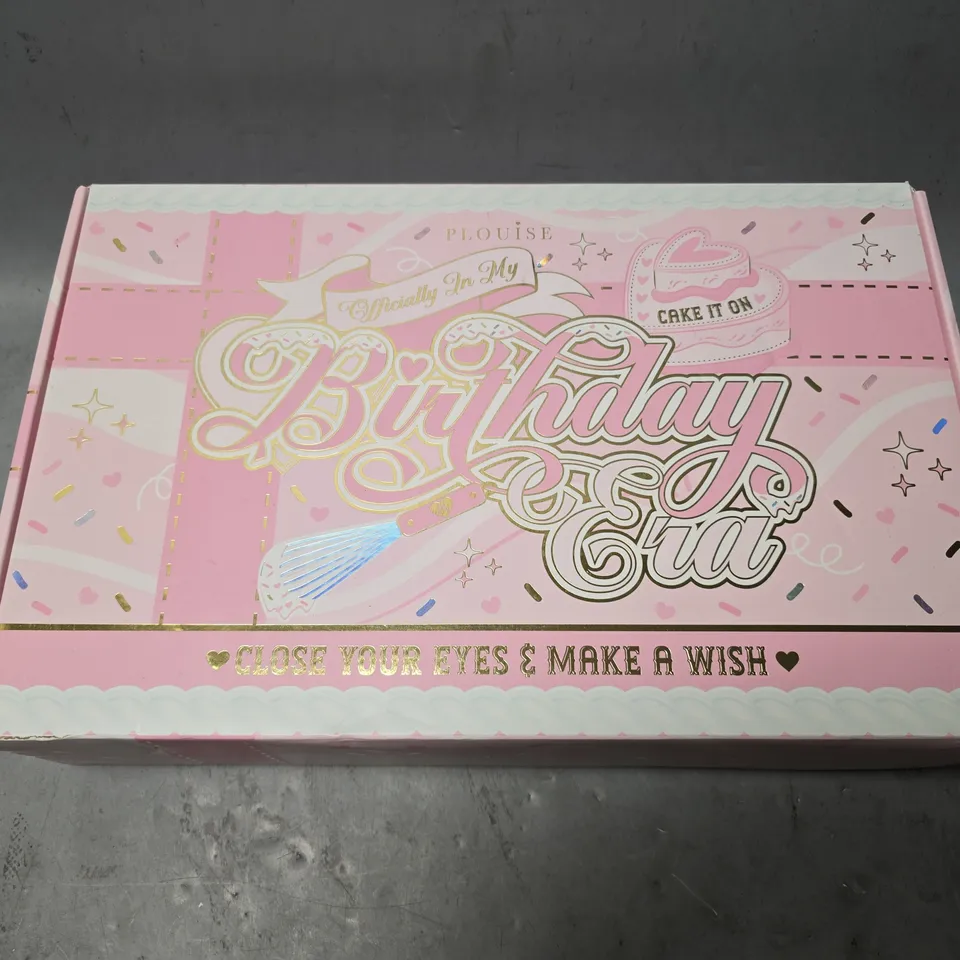 PLOUISE
Officially In My
CAKE IT ON
Birthday
Era
CLOSE YOUR EYES & MAKE A WISH